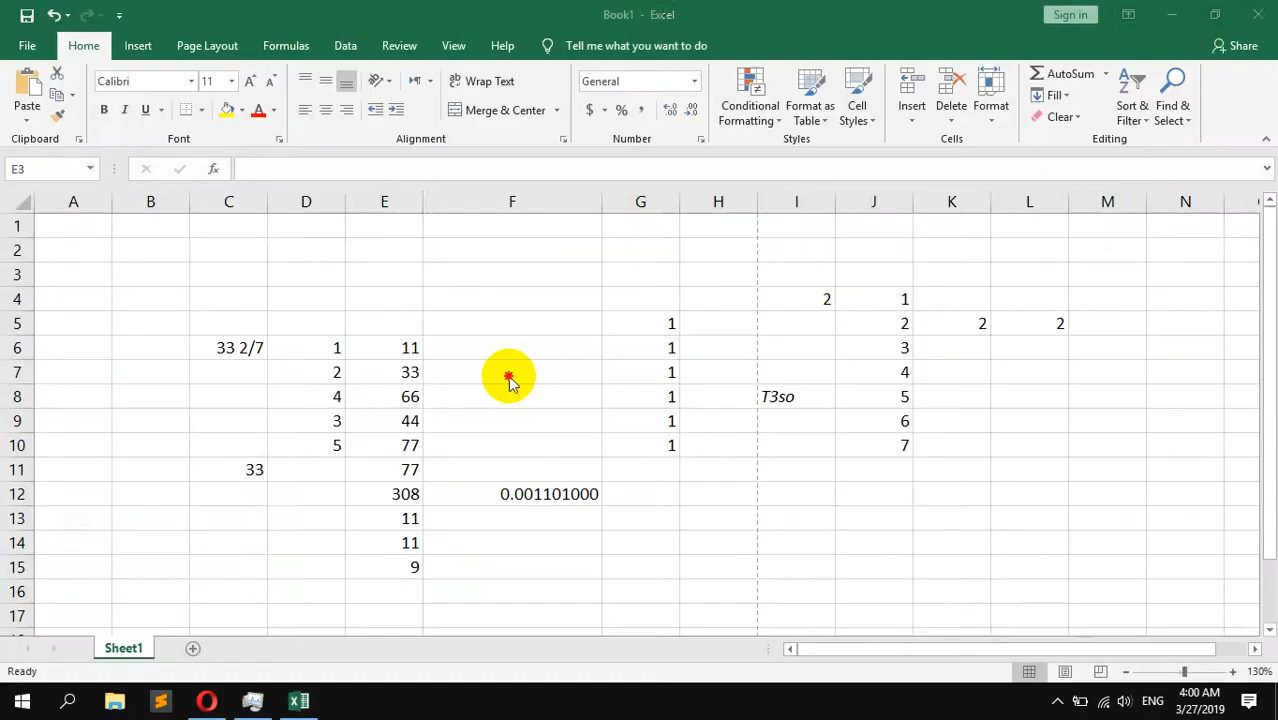 Book1 - Excel
Sign in
File Home Insert Page Layout Formulas Data Review View Help Tell me what you want to do Share
Paste
Clipboard
Calibri 11
B I U A
Font
Wrap Text
Merge & Center
Alignment
General
$ % ,
Number
Conditional Formatting
Format as Table
Cell Styles
Styles
Insert Delete Format
Cells
AutoSum
Fill
Clear
Sort & Filter
Find & Select
Editing
E3 fx
A B C D E F G H I J K L M N
1
2
3
4 2 1
5 1 2 2 2
6 33 2/7 1 11 1 3
7 2 33 1 4
8 4 66 1 T3so 5
9 3 44 1 6
10 5 77 1 7
11 33 77
12 308 0.001101000
13 11
14 11
15 9
16
17
Sheet1
Ready 130%
ENG
4:00 AM
3/27/2019